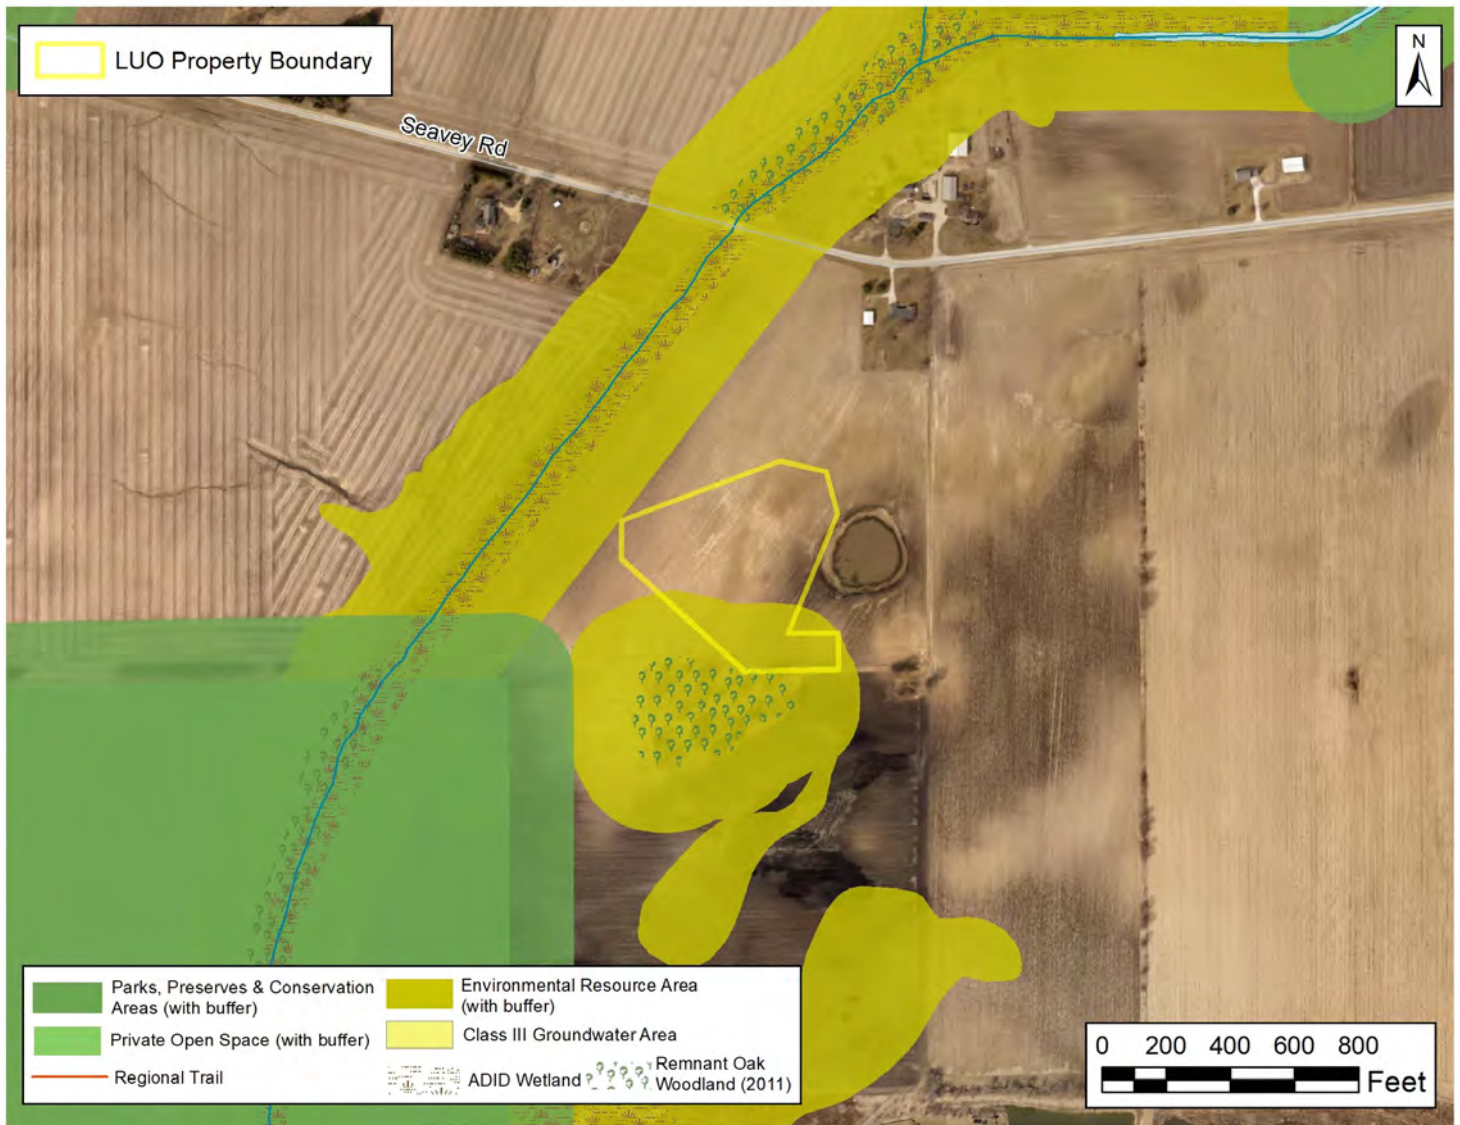 LUO Property Boundary
N
Seavey Rd
Parks, Preserves & Conservation
Areas (with buffer)
Private Open Space (with buffer)
Regional Trail
Environmental Resource Area
(with buffer)
Class III Groundwater Area
ADID Wetland
Remnant Oak
Woodland (2011)
0 200 400 600 800
Feet